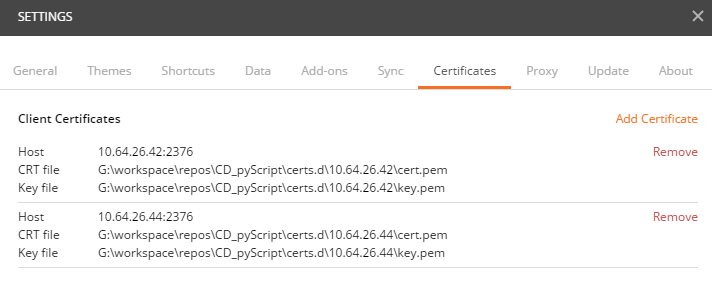 SETTINGS
General Themes Shortcuts Data Add-ons Sync Certificates Proxy Update About
Client Certificates Add Certificate
Host 10.64.26.42:2376 Remove
CRT file G:\workspace\repos\CD_pyScript\certs.d\10.64.26.42\cert.pem
Key file G:\workspace\repos\CD_pyScript\certs.d\10.64.26.42\key.pem
Host 10.64.26.44:2376 Remove
CRT file G:\workspace\repos\CD_pyScript\certs.d\10.64.26.44\cert.pem
Key file G:\workspace\repos\CD_pyScript\certs.d\10.64.26.44\key.pem